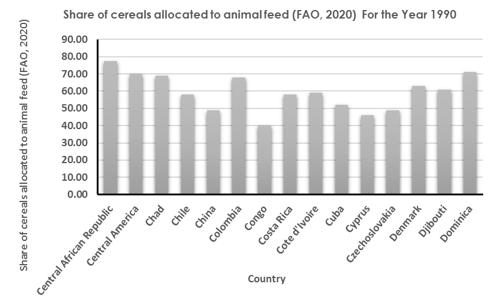 Share of cereals allocated to animal feed (FAO, 2020)  For the Year 1990
Share of cereals allocated to animal feed (FAO, 2020)
90.00
80.00
70.00
60.00
50.00
40.00
30.00
20.00
10.00
0.00
Central African Republic
Central America
Chad
Chile
China
Colombia
Congo
Costa Rica
Cote d'Ivoire
Cuba
Cyprus
Czechoslovakia
Denmark
Djibouti
Dominica
Country